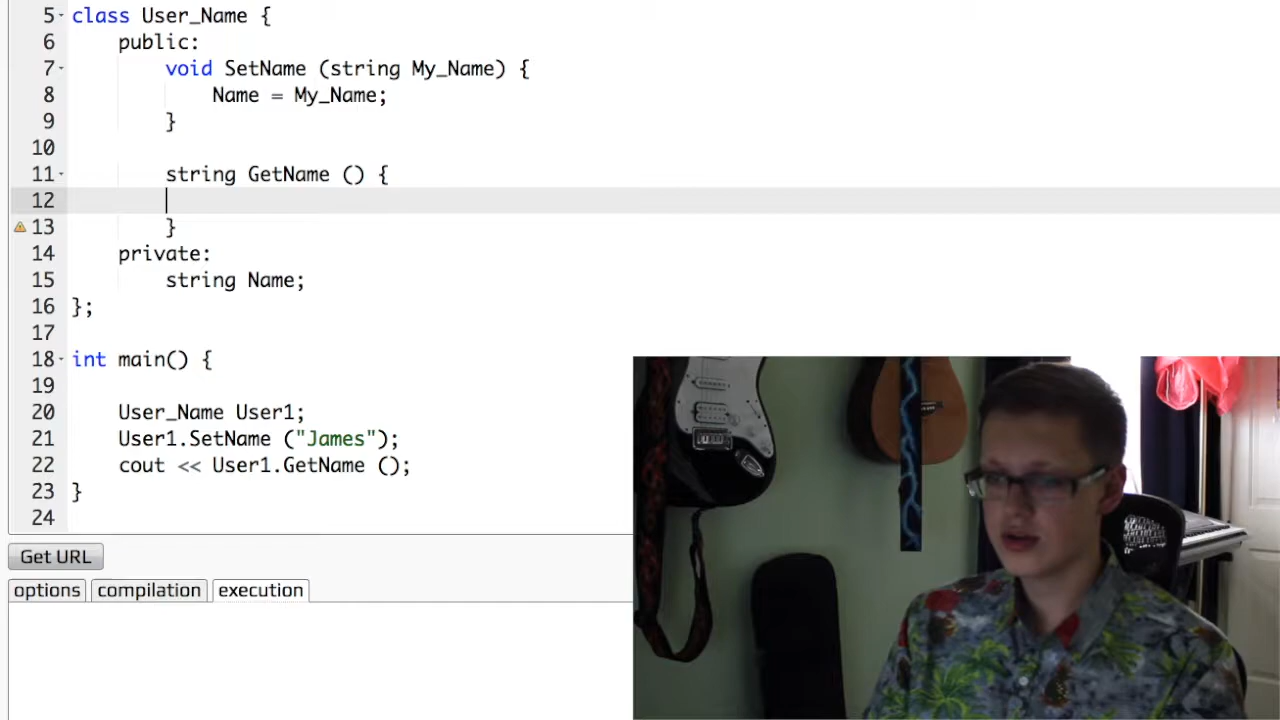 5 class User_Name {
6 public:
7 void SetName (string My_Name) {
8 Name = My_Name;
9 }
10
11 string GetName () {
12
13 }
14 private:
15 string Name;
16 };
17
18 int main() {
19
20 User_Name User1;
21 User1.SetName ("James");
22 cout << User1.GetName ();
23 }
24
Get URL
options compilation execution